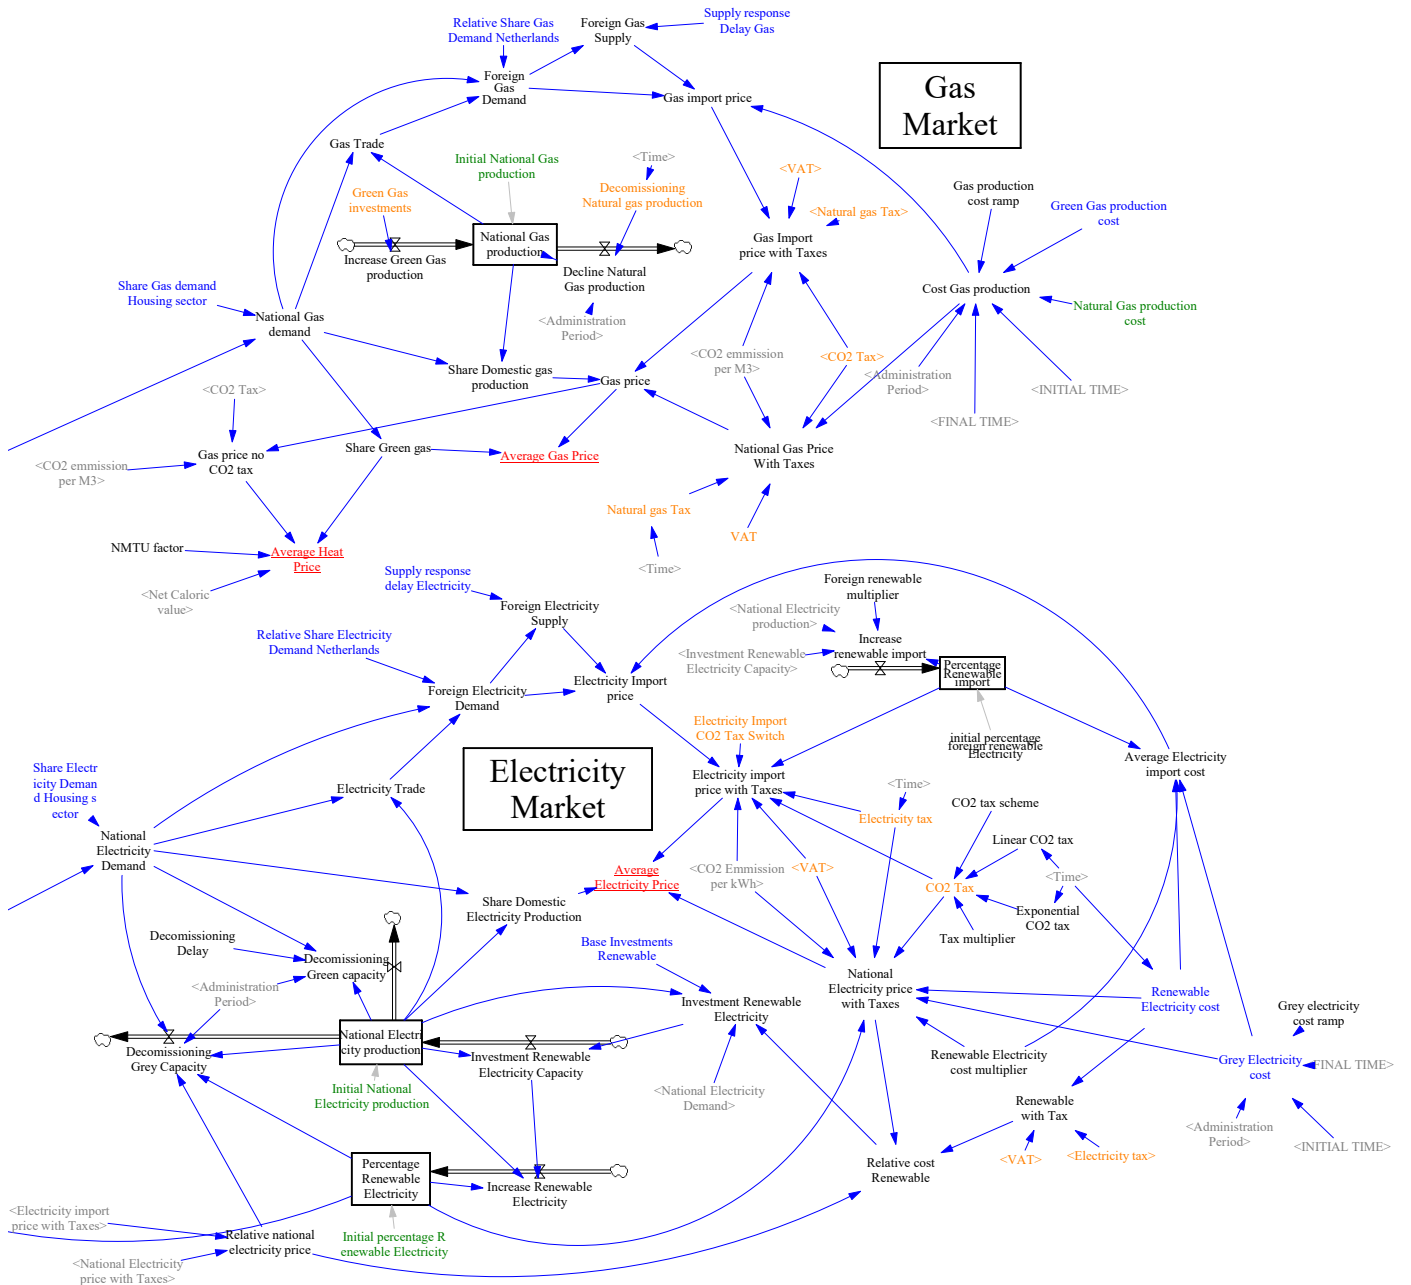 Relative Share Gas
Demand Netherlands
Foreign Gas
Supply
Supply response
Delay Gas
Foreign
Gas
Demand
Gas import price
Gas
Market
Gas Trade
Initial National Gas
production
<Time>
Decomissioning
Natural gas production
<VAT>
Green Gas
investments
<Natural gas Tax>
Gas production
cost ramp
Green Gas production
cost
National Gas
production
Increase Green Gas
production
Decline Natural
Gas production
Gas Import
price with Taxes
Share Gas demand
Housing sector
Cost Gas production
Natural Gas production
cost
National Gas
demand
<Administration
Period>
<CO2 emmission
per M3>
<CO2 Tax>
Share Domestic gas
production
Gas price
<Administration
Period>
<INITIAL TIME>
<CO2 Tax>
<FINAL TIME>
Gas price no
CO2 tax
Share Green gas
Average Gas Price
National Gas Price
With Taxes
<CO2 emmission
per M3>
Natural gas Tax
VAT
NMTU factor
Average Heat
Price
<Time>
<Net Caloric
value>
Supply response
delay Electricity
Foreign Electricity
Supply
Foreign renewable
multiplier
<National Electricity
production>
Increase
renewable import
Relative Share Electricity
Demand Netherlands
<Investment Renewable
Electricity Capacity>
Percentage
Renewable
import
Foreign Electricity
Demand
Electricity Import
price
Electricity Import
CO2 Tax Switch
initial percentage
foreign renewable
Electricity
Electricity
Market
Average Electricity
import cost
Share Electr
icity Deman
d Housing s
ector
Electricity Trade
Electricity import
price with Taxes
<Time>
CO2 tax scheme
Electricity tax
National
Electricity
Demand
Linear CO2 tax
Average
Electricity Price
<CO2 Emmission
per kWh>
<VAT>
<Time>
CO2 Tax
Share Domestic
Electricity Production
Exponential
CO2 tax
Tax multiplier
Decomissioning
Delay
Decomissioning
Green capacity
Base Investments
Renewable
National
Electricity price
with Taxes
<Administration
Period>
Renewable
Electricity cost
Investment Renewable
Electricity
Grey electricity
cost ramp
National Electri
city production
Decomissioning
Grey Capacity
Investment Renewable
Electricity Capacity
Renewable Electricity
cost multiplier
Grey Electricity
cost
<FINAL TIME>
Initial National
Electricity production
<National Electricity
Demand>
Renewable
with Tax
<Administration
Period>
<INITIAL TIME>
<VAT>
<Electricity tax>
Percentage
Renewable
Electricity
Increase Renewable
Electricity
Relative cost
Renewable
<Electricity import
price with Taxes>
Relative national
electricity price
Initial percentage R
enewable Electricity
<National Electricity
price with Taxes>